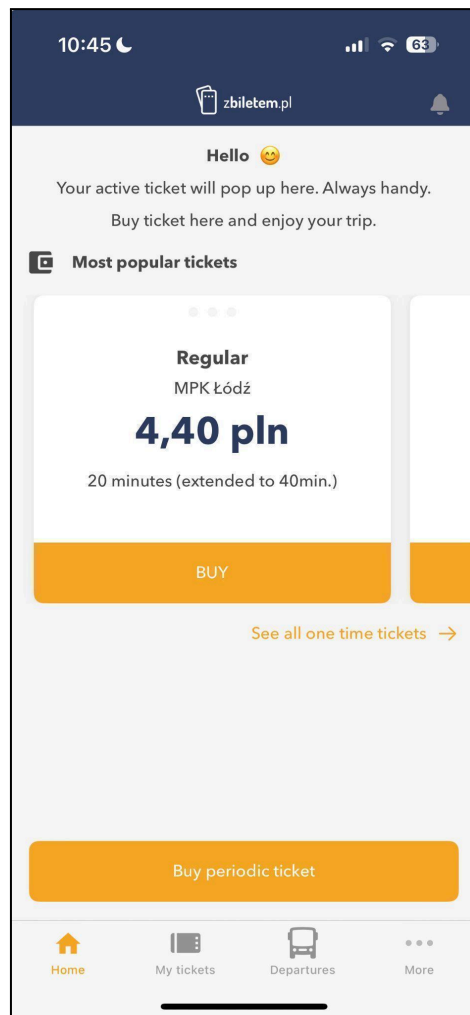 10:45
63
zbiletem.pl
Hello 😊
Your active ticket will pop up here. Always handy.
Buy ticket here and enjoy your trip.
Most popular tickets
Regular
MPK Łódź
4,40 pln
20 minutes (extended to 40min.)
BUY
See all one time tickets →
Buy periodic ticket
Home My tickets Departures More